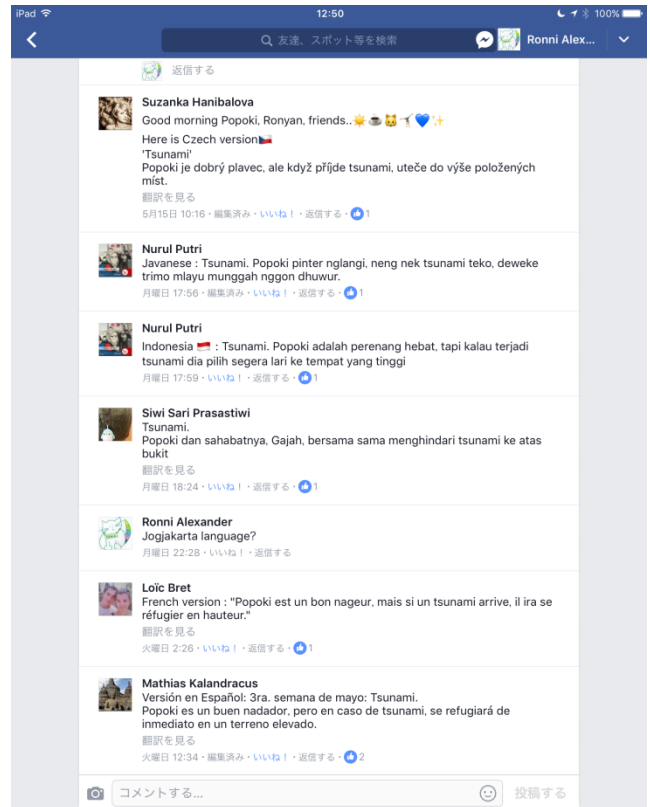 iPad 12:50 100%
友達、スポット等を検索 Ronni Alex...
返信する
Suzanka Hanibalova
Good morning Popoki, Ronyan, friends..☀️☕🐱🔭💙✨
Here is Czech version🇨🇿
'Tsunami'
Popoki je dobrý plavec, ale když příjde tsunami, uteče do výše položených
míst.
翻訳を見る
5月15日 10:16・編集済み・いいね！・返信する・1
Nurul Putri
Javanese : Tsunami. Popoki pinter nglangi, neng nek tsunami teko, deweke
trimo mlayu munggah nggon dhuwur.
月曜日 17:56・編集済み・いいね！・返信する・1
Nurul Putri
Indonesia 🇮🇩 : Tsunami. Popoki adalah perenang hebat, tapi kalau terjadi
tsunami dia pilih segera lari ke tempat yang tinggi
月曜日 17:59・いいね！・返信する・1
Siwi Sari Prasastiwi
Tsunami.
Popoki dan sahabatnya, Gajah, bersama sama menghindari tsunami ke atas
bukit
翻訳を見る
月曜日 18:24・いいね！・返信する・1
Ronni Alexander
Jogjakarta language?
月曜日 22:28・いいね！・返信する
Loïc Bret
French version : "Popoki est un bon nageur, mais si un tsunami arrive, il ira se
réfugier en hauteur."
翻訳を見る
火曜日 2:26・いいね！・返信する・1
Mathias Kalandracus
Versión en Español: 3ra. semana de mayo: Tsunami.
Popoki es un buen nadador, pero en caso de tsunami, se refugiará de
inmediato en un terreno elevado.
翻訳を見る
火曜日 12:34・編集済み・いいね！・返信する・2
コメントする... 投稿する